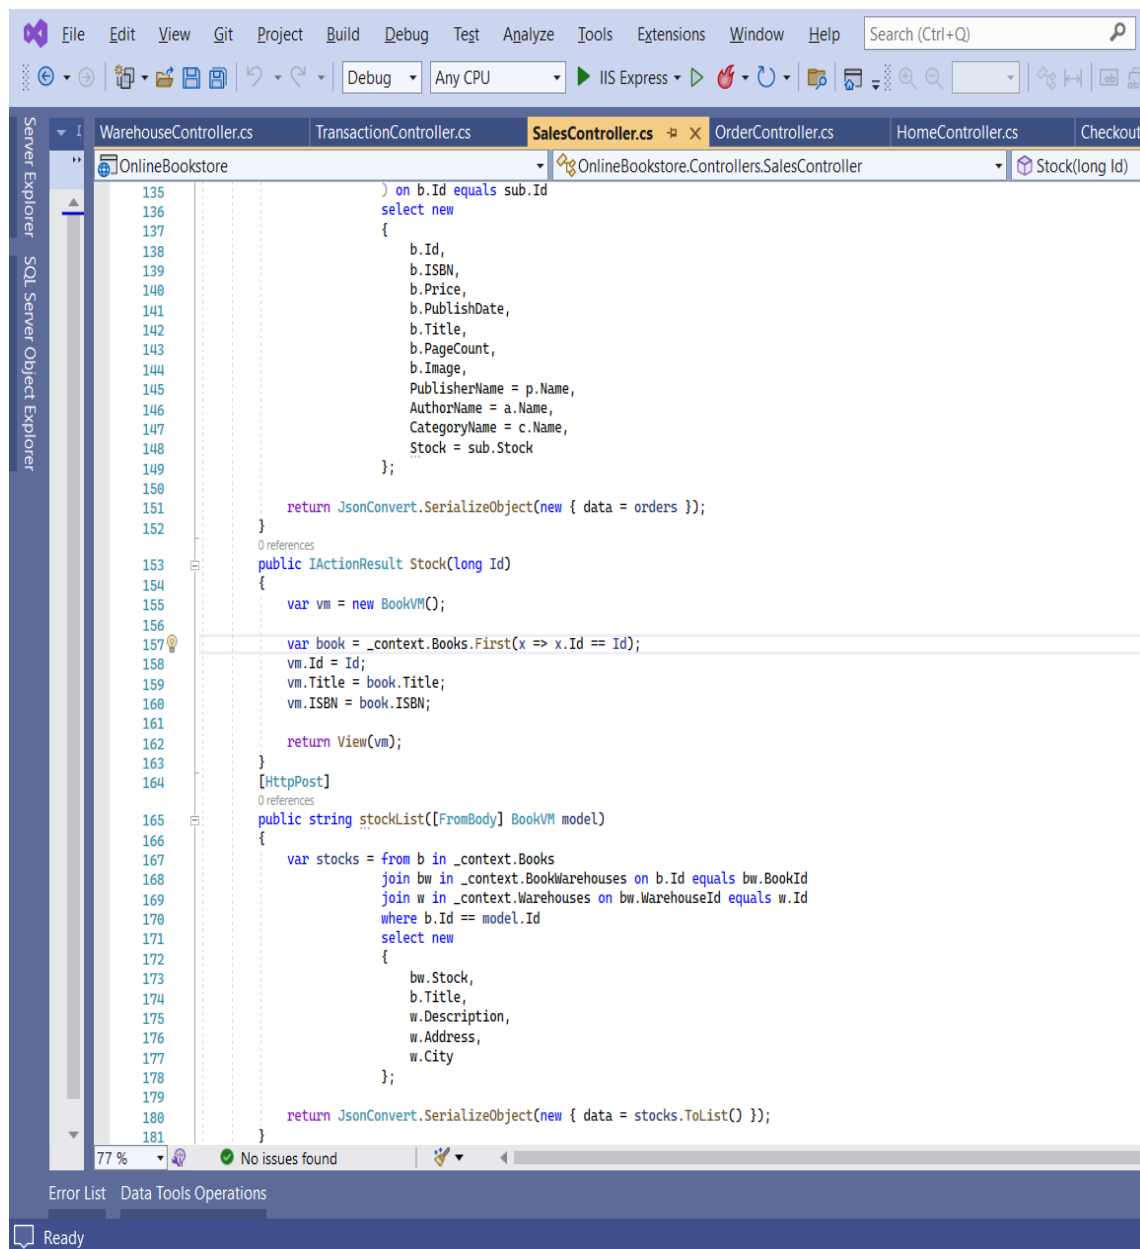 File Edit View Git Project Build Debug Test Analyze Tools Extensions Window Help Search (Ctrl+Q)
Debug Any CPU IIS Express
WarehouseController.cs TransactionController.cs SalesController.cs OrderController.cs HomeController.cs Checkout
OnlineBookstore OnlineBookstore.Controllers.SalesController Stock(long Id)
Server Explorer
SQL Server Object Explorer
135 ) on b.Id equals sub.Id
136 select new
137 {
138 b.Id,
139 b.ISBN,
140 b.Price,
141 b.PublishDate,
142 b.Title,
143 b.PageCount,
144 b.Image,
145 PublisherName = p.Name,
146 AuthorName = a.Name,
147 CategoryName = c.Name,
148 Stock = sub.Stock
149 };
150
151 return JsonConvert.SerializeObject(new { data = orders });
152 }
0 references
153 public IActionResult Stock(long Id)
154 {
155 var vm = new BookVM();
156
157 var book = _context.Books.First(x => x.Id == Id);
158 vm.Id = Id;
159 vm.Title = book.Title;
160 vm.ISBN = book.ISBN;
161
162 return View(vm);
163 }
164 [HttpPost]
0 references
165 public string stockList([FromBody] BookVM model)
166 {
167 var stocks = from b in _context.Books
168 join bw in _context.BookWarehouses on b.Id equals bw.BookId
169 join w in _context.Warehouses on bw.WarehouseId equals w.Id
170 where b.Id == model.Id
171 select new
172 {
173 bw.Stock,
174 b.Title,
175 w.Description,
176 w.Address,
177 w.City
178 };
179
180 return JsonConvert.SerializeObject(new { data = stocks.ToList() });
181 }
77 % No issues found
Error List Data Tools Operations
Ready